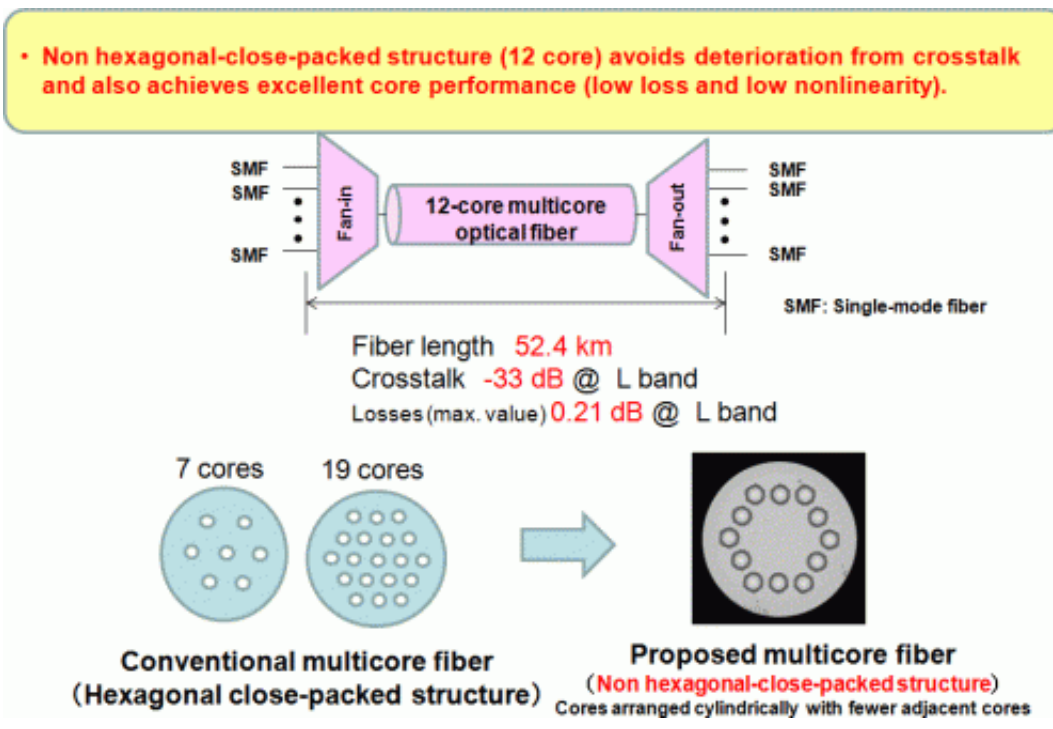 • Non hexagonal-close-packed structure (12 core) avoids deterioration from crosstalk
and also achieves excellent core performance (low loss and low nonlinearity).
SMF
SMF
SMF
Fan-in
12-core multicore
optical fiber
Fan-out
SMF
SMF
SMF
SMF: Single-mode fiber
Fiber length 52.4 km
Crosstalk -33 dB @ L band
Losses (max. value) 0.21 dB @ L band
7 cores
19 cores
Conventional multicore fiber
(Hexagonal close-packed structure)
Proposed multicore fiber
(Non hexagonal-close-packed structure)
Cores arranged cylindrically with fewer adjacent cores